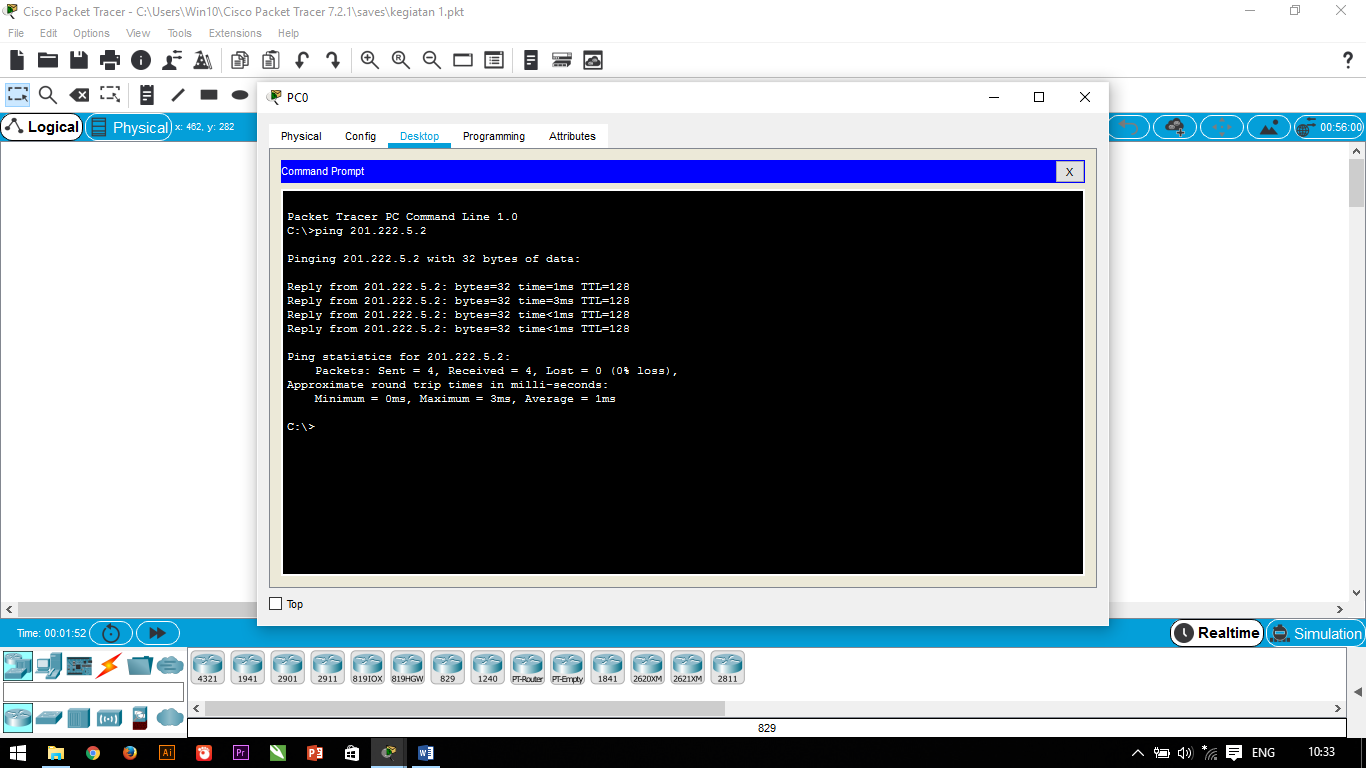 Cisco Packet Tracer - C:\Users\Win10\Cisco Packet Tracer 7.2.1\saves\kegiatan 1.pkt
File Edit Options View Tools Extensions Help
PC0
Logical Physical x: 462, y: 282 00:56:00
Physical Config Desktop Programming Attributes
Command Prompt X
Packet Tracer PC Command Line 1.0
C:\>ping 201.222.5.2
Pinging 201.222.5.2 with 32 bytes of data:
Reply from 201.222.5.2: bytes=32 time=1ms TTL=128
Reply from 201.222.5.2: bytes=32 time=3ms TTL=128
Reply from 201.222.5.2: bytes=32 time<1ms TTL=128
Reply from 201.222.5.2: bytes=32 time<1ms TTL=128
Ping statistics for 201.222.5.2:
Packets: Sent = 4, Received = 4, Lost = 0 (0% loss),
Approximate round trip times in milli-seconds:
Minimum = 0ms, Maximum = 3ms, Average = 1ms
C:\>
Top
Time: 00:01:52 Realtime Simulation
4321 1941 2901 2911 819IOX 819HGW 829 1240 PT-Router PT-Empty 1841 2620XM 2621XM 2811
829
ENG 10:33